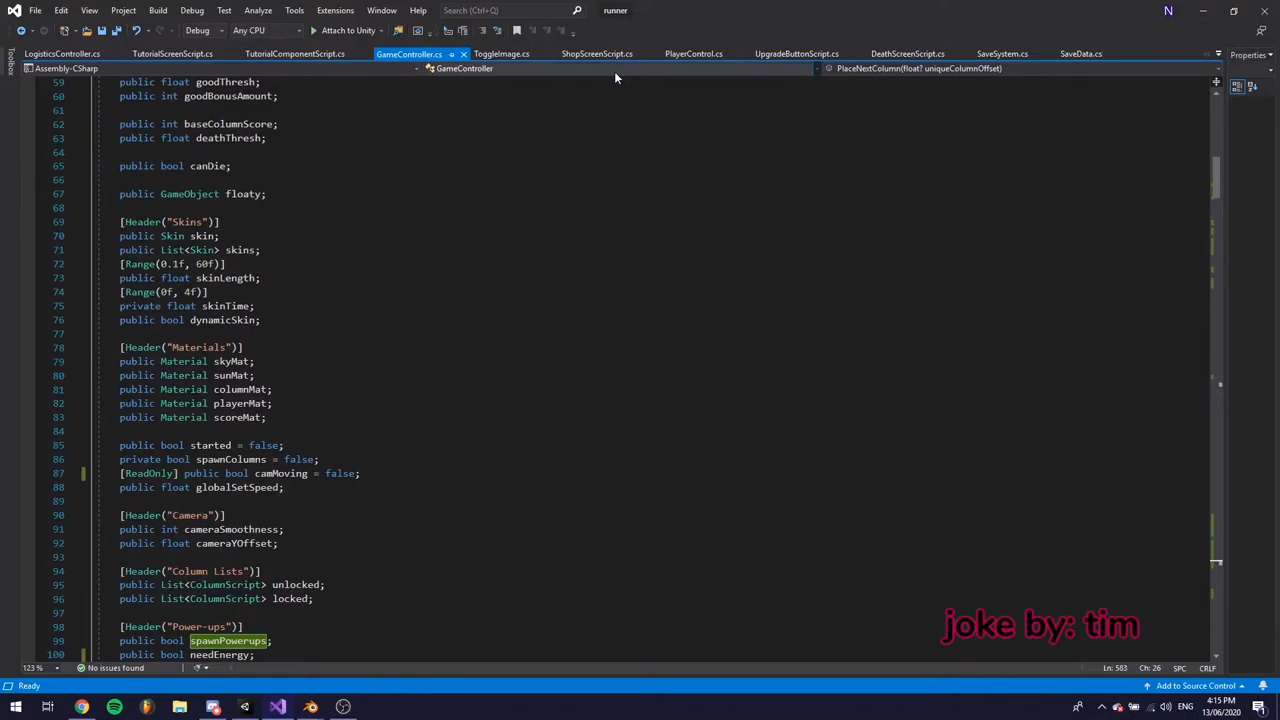 File Edit View Project Build Debug Test Analyze Tools Extensions Window Help Search (Ctrl+Q) runner N
Debug Any CPU Attach to Unity
LogisticsController.cs TutorialScreenScript.cs TutorialComponentScript.cs GameController.cs ToggleImage.cs ShopScreenScript.cs PlayerControl.cs UpgradeButtonScript.cs DeathScreenScript.cs SaveSystem.cs SaveData.cs Properties
Toolbox
Assembly-CSharp GameController PlaceNextColumn(float? uniqueColumnOffset)
59 public float goodThresh;
60 public int goodBonusAmount;
61
62 public int baseColumnScore;
63 public float deathThresh;
64
65 public bool canDie;
66
67 public GameObject floaty;
68
69 [Header("Skins")]
70 public Skin skin;
71 public List<Skin> skins;
72 [Range(0.1f, 60f)]
73 public float skinLength;
74 [Range(0f, 4f)]
75 private float skinTime;
76 public bool dynamicSkin;
77
78 [Header("Materials")]
79 public Material skyMat;
80 public Material sunMat;
81 public Material columnMat;
82 public Material playerMat;
83 public Material scoreMat;
84
85 public bool started = false;
86 private bool spawnColumns = false;
87 [ReadOnly] public bool camMoving = false;
88 public float globalSetSpeed;
89
90 [Header("Camera")]
91 public int cameraSmoothness;
92 public float cameraYOffset;
93
94 [Header("Column Lists")]
95 public List<ColumnScript> unlocked;
96 public List<ColumnScript> locked;
97
98 [Header("Power-ups")]
99 public bool spawnPowerups;
100 public bool needEnergy;
joke by: tim
123 % No issues found Ln: 583 Ch: 26 SPC CRLF
Ready Add to Source Control
ENG 4:15 PM
13/06/2020